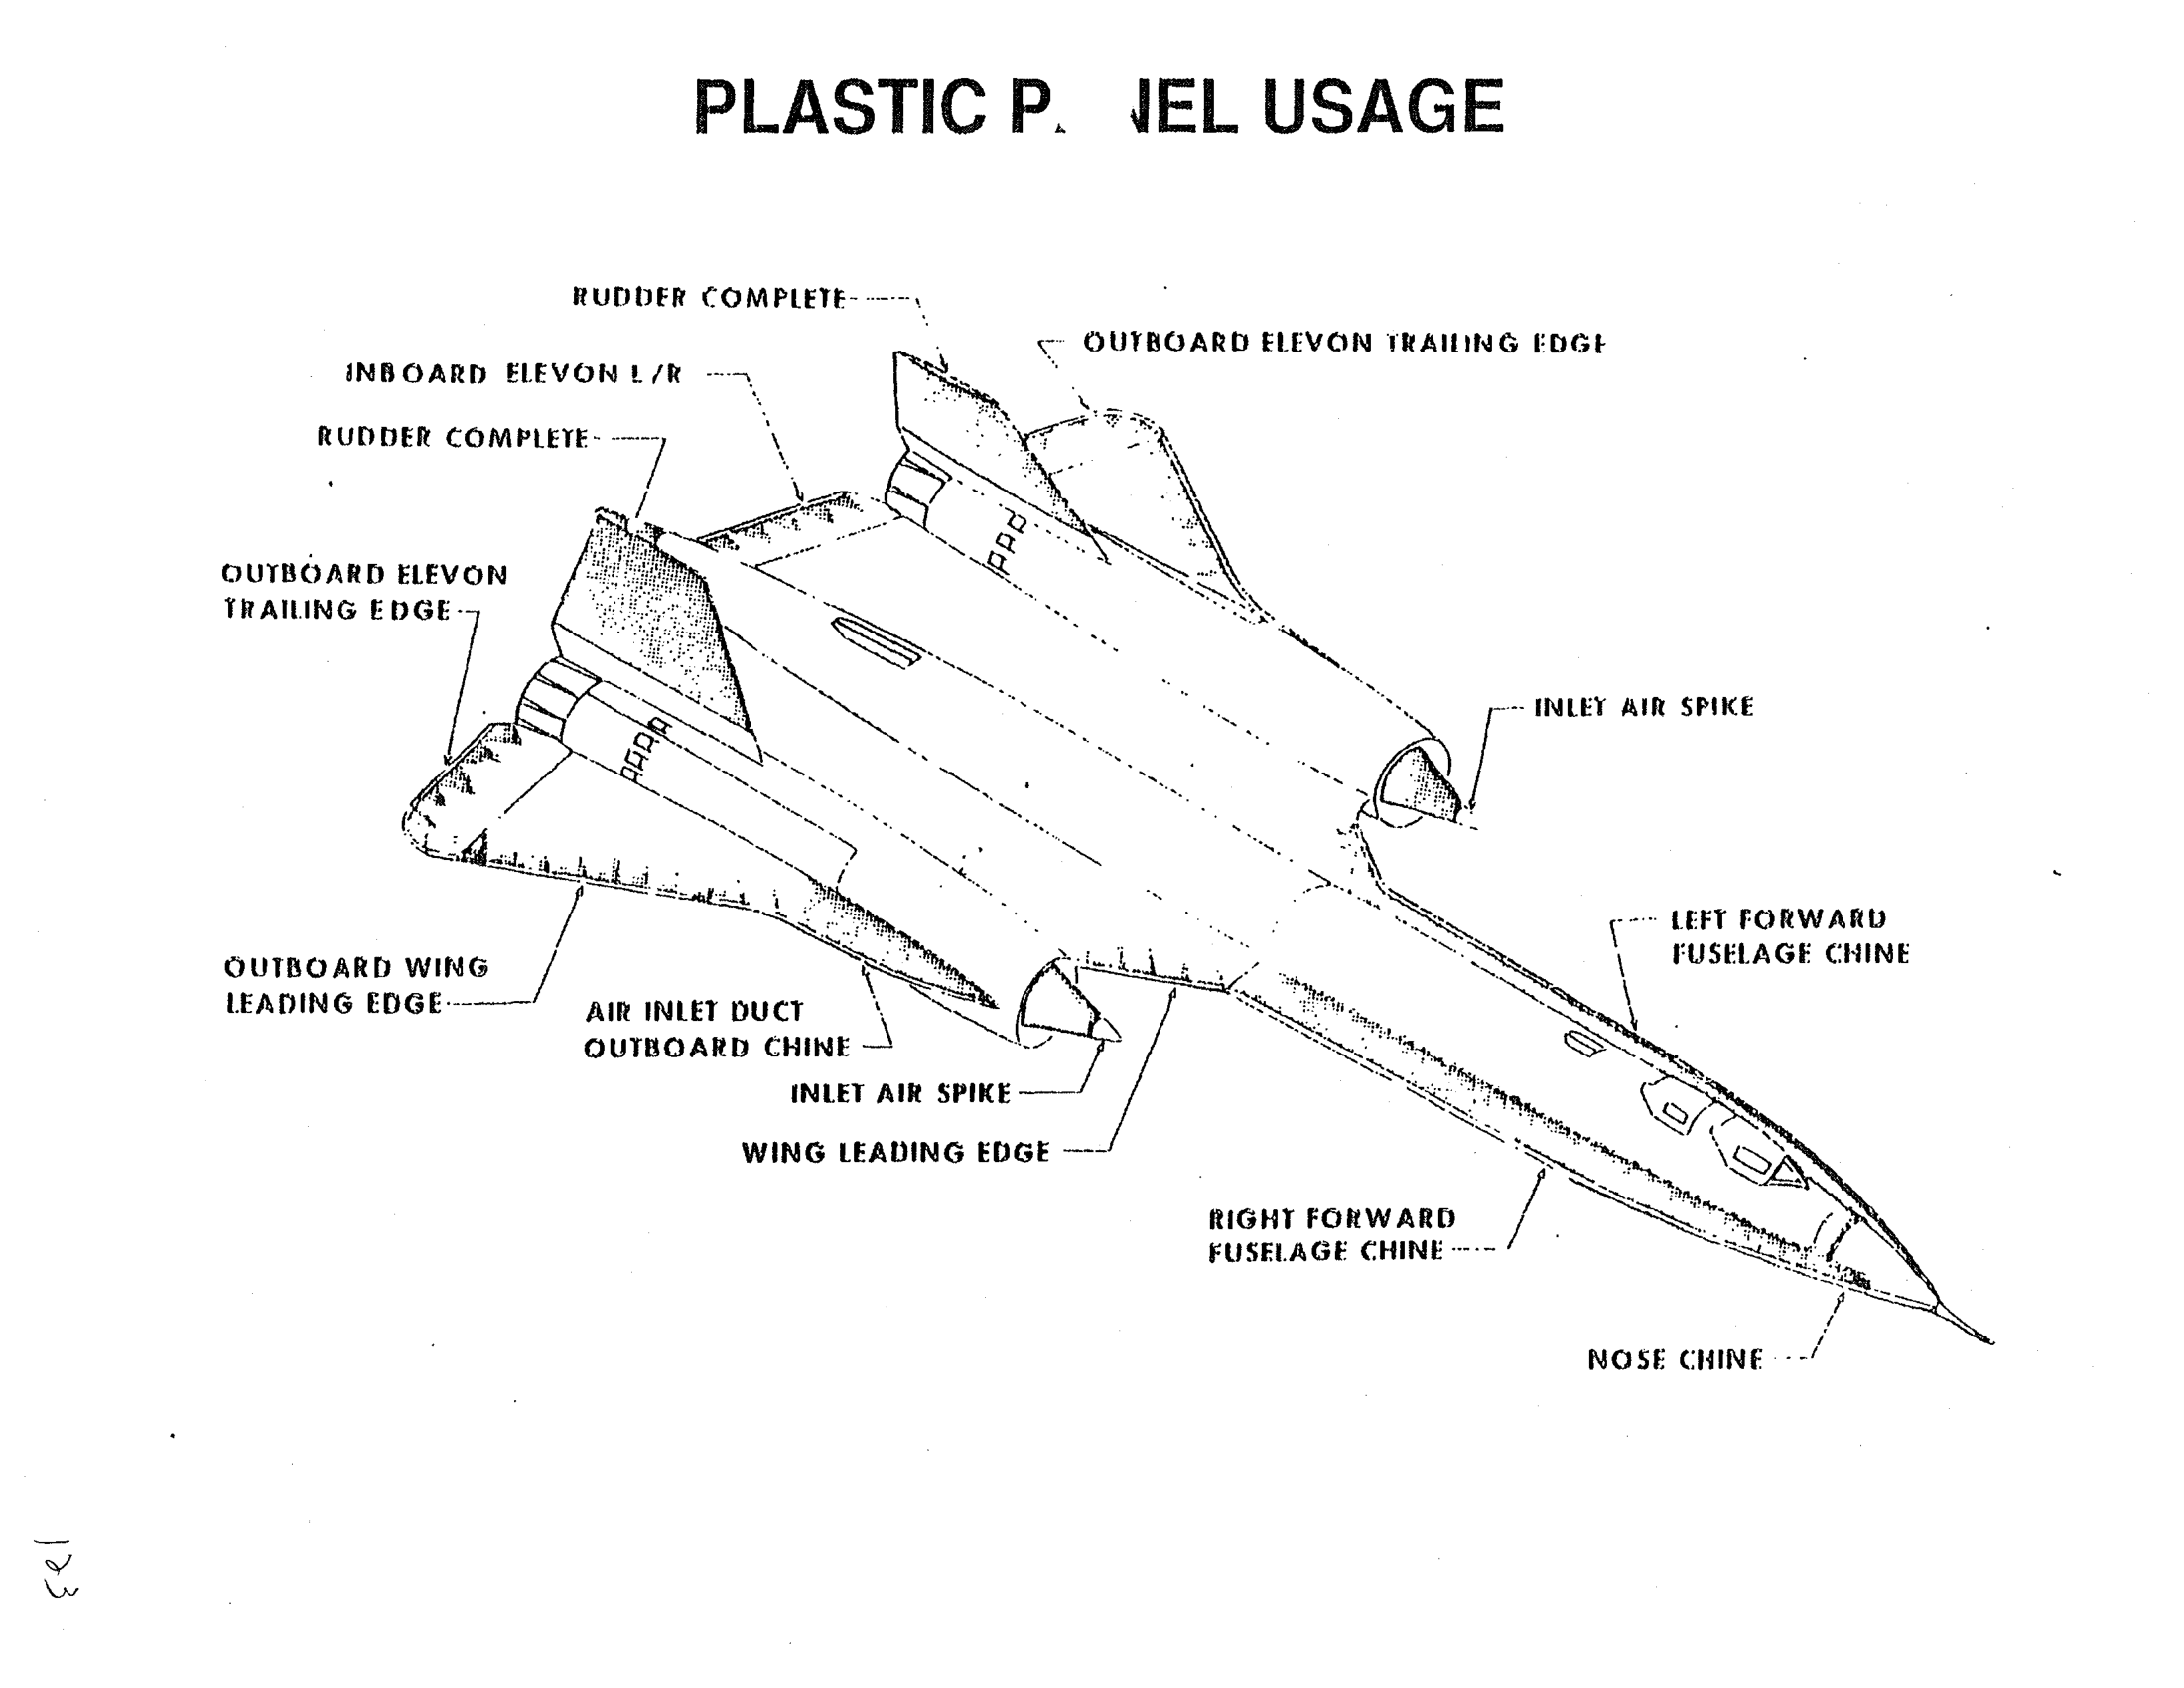 PLASTIC P NEL USAGE
RUDDER COMPLETE
OUTBOARD ELEVON TRAILING EDGE
INBOARD ELEVON L/R
RUDDER COMPLETE
OUTBOARD ELEVON
TRAILING EDGE
INLET AIR SPIKE
LEFT FORWARD
FUSELAGE CHINE
OUTBOARD WING
LEADING EDGE
AIR INLET DUCT
OUTBOARD CHINE
INLET AIR SPIKE
WING LEADING EDGE
RIGHT FORWARD
FUSELAGE CHINE
NOSE CHINE
123